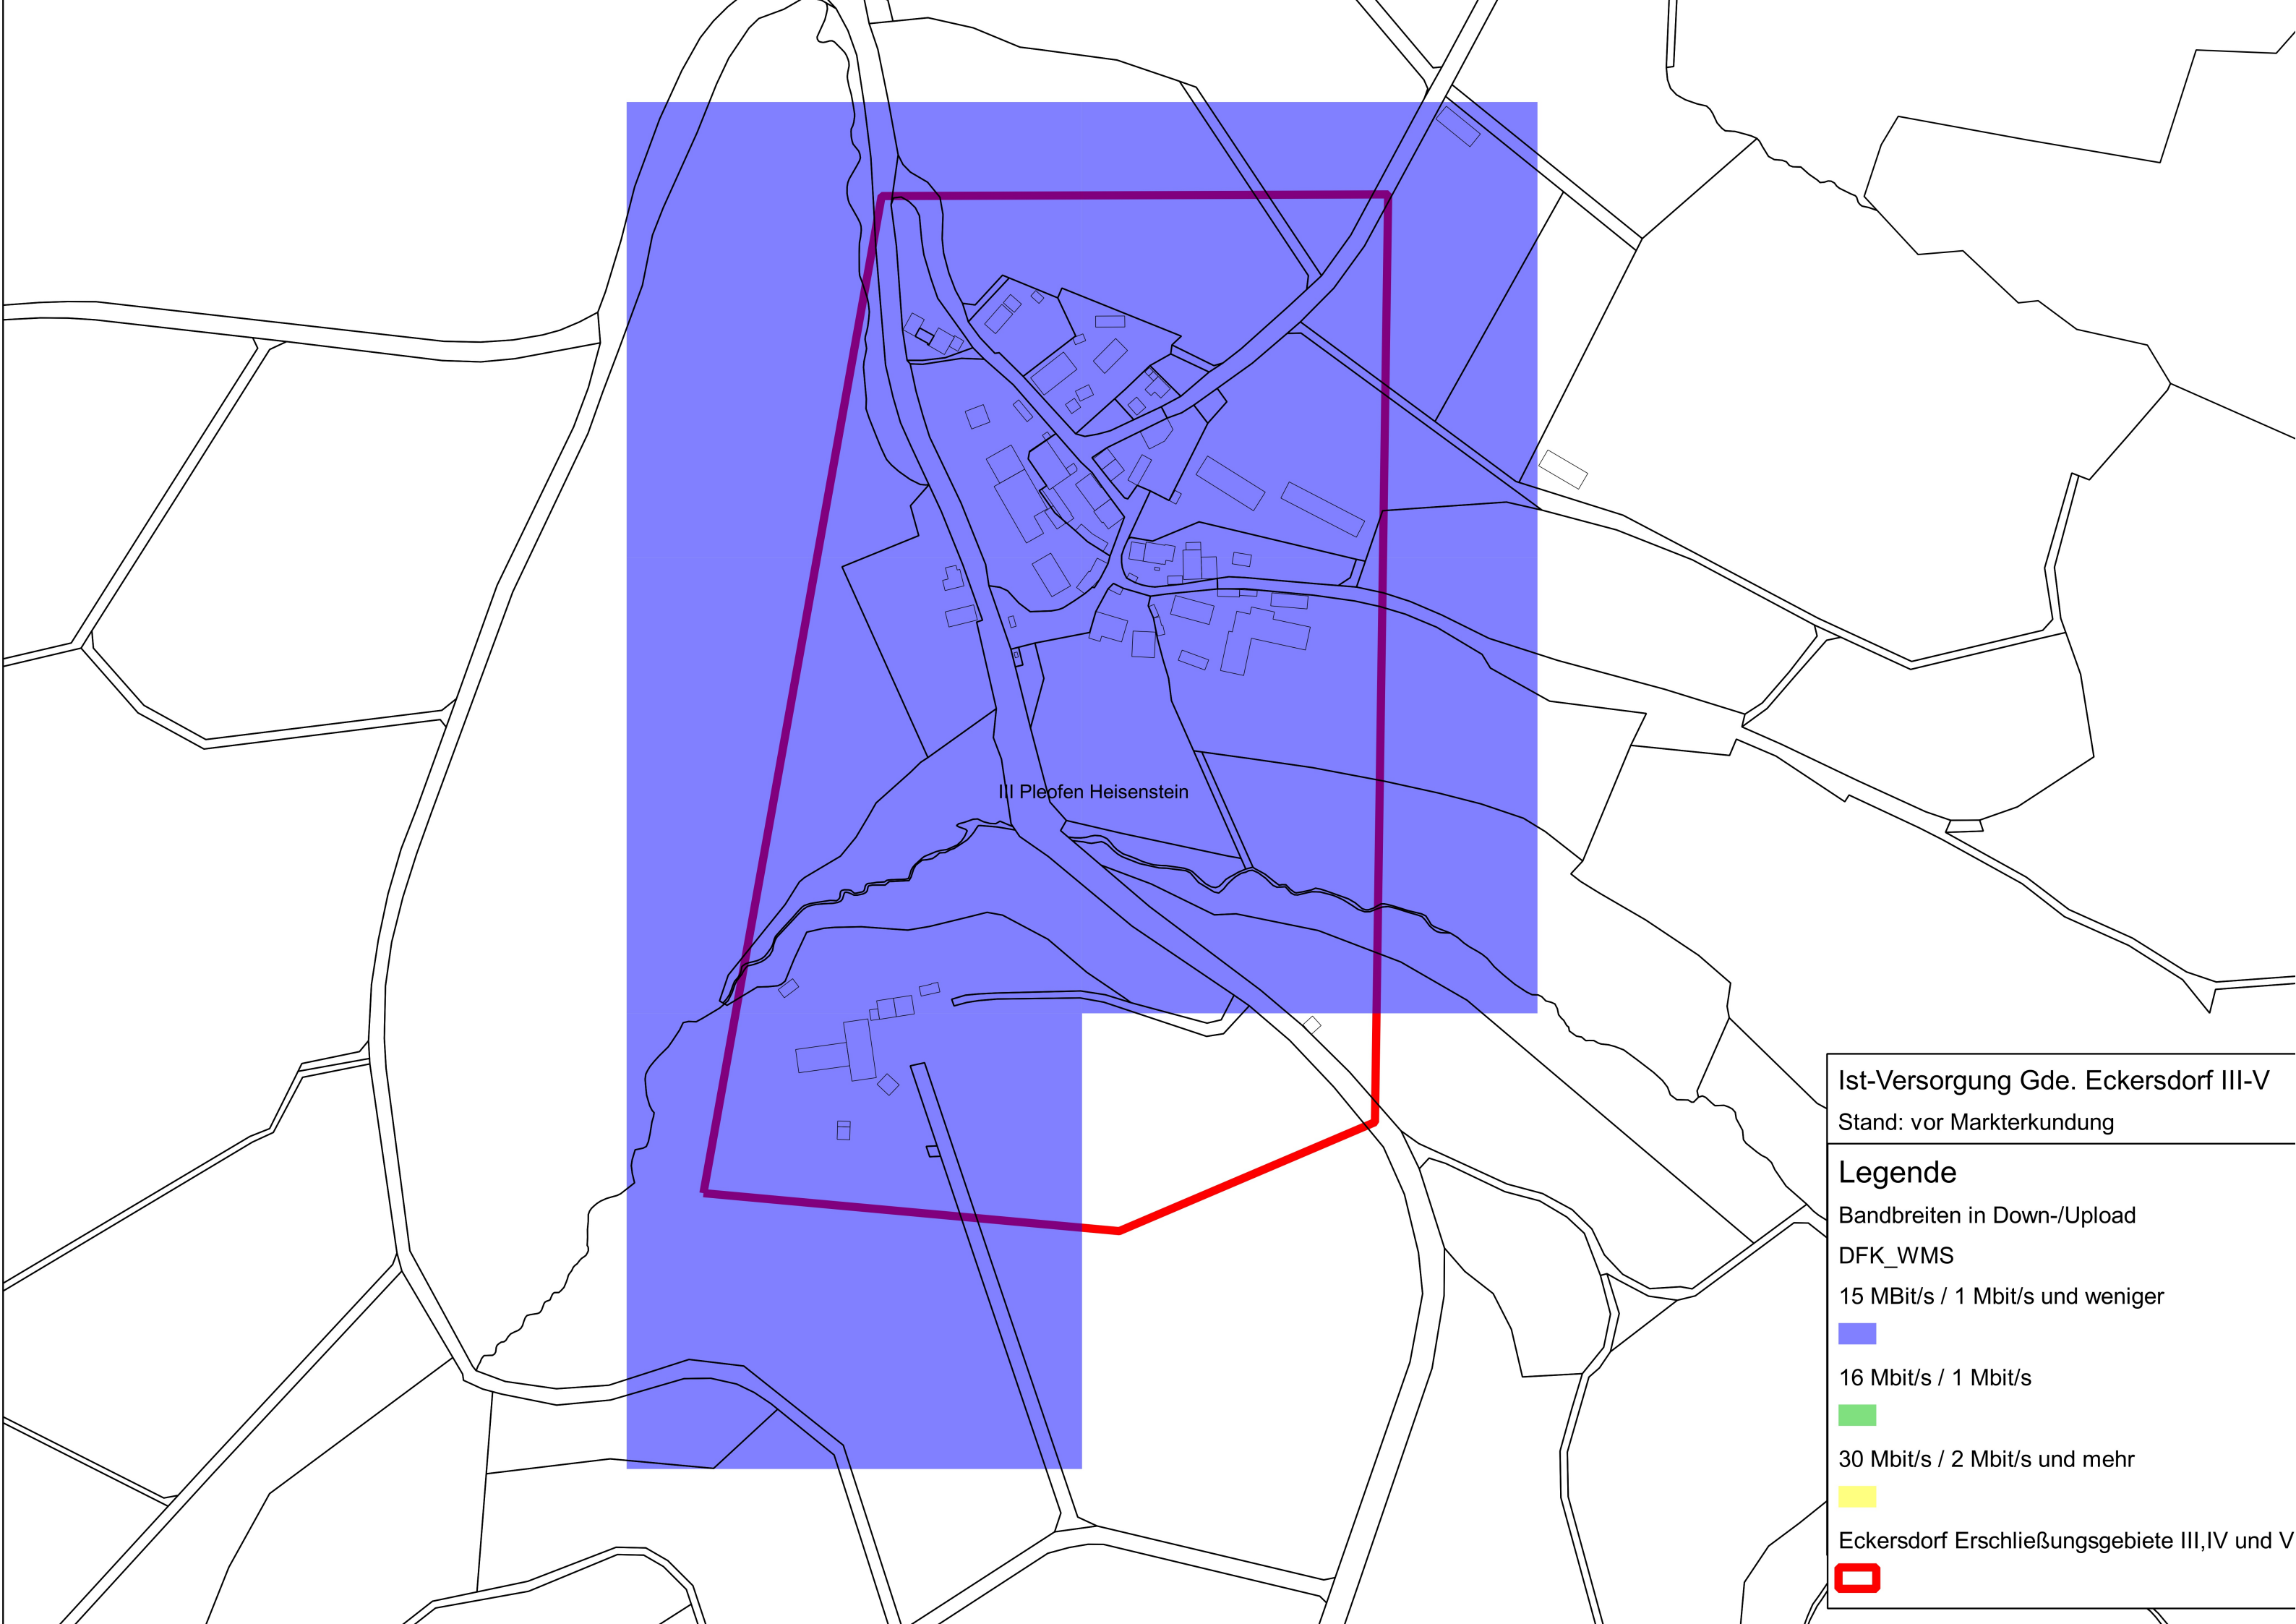 III Pleofen Heisenstein
Ist-Versorgung Gde. Eckersdorf III-V
Stand: vor Markterkundung
Legende
Bandbreiten in Down-/Upload
DFK_WMS
15 MBit/s / 1 Mbit/s und weniger
16 Mbit/s / 1 Mbit/s
30 Mbit/s / 2 Mbit/s und mehr
Eckersdorf Erschließungsgebiete III,IV und V